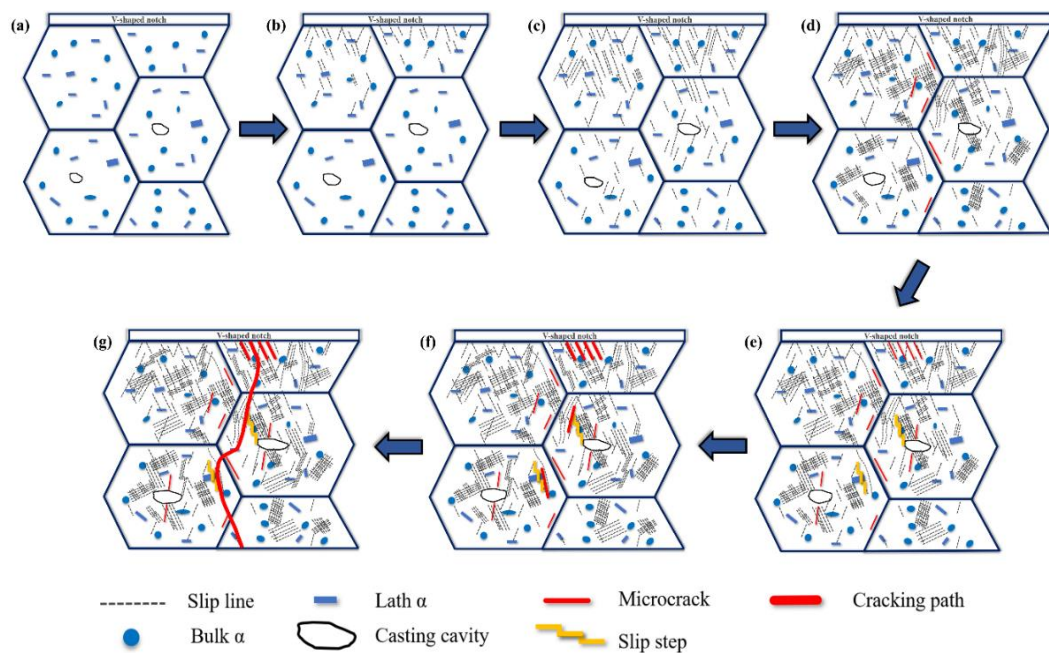 (a)
V-shaped notch
(b)
V-shaped notch
(c)
V-shaped notch
(d)
V-shaped notch
(g)
V-shaped notch
(f)
V-shaped notch
(e)
V-shaped notch
Slip line
Lath α
Microcrack
Cracking path
Bulk α
Casting cavity
Slip step